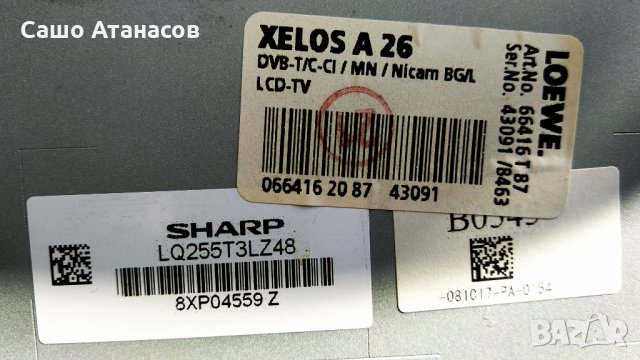 Сашо Атанасов
XELOS A 26
DVB-T/C-CI / MN / Nicam BG/L
LCD-TV
066416 20 87 43091
LOEWE.
Art.No. 66416 T 87
Ser.No. 43091 /8463
SHARP
LQ255T3LZ48
8XP04559 Z
-081017-PA-0
BAZAR